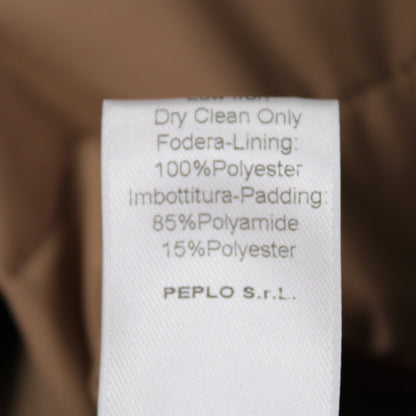 Dry Clean Only
Fodera-Lining:
100%Polyester
Imbottitura-Padding:
85%Polyamide
15%Polyester
PEPLO S.r.L.